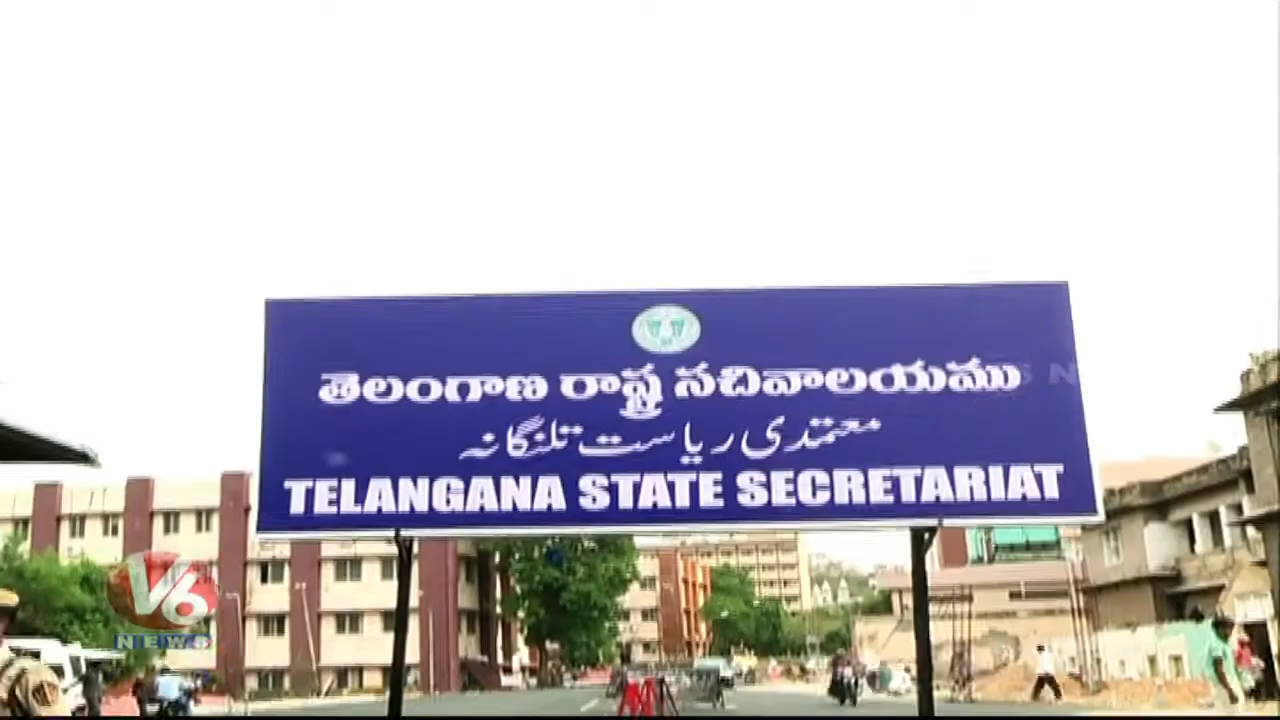 తెలంగాణ రాష్ట్ర సచివాలయము
معتمدی ریاست تلنگانہ
TELANGANA STATE SECRETARIAT
V6
NEWS